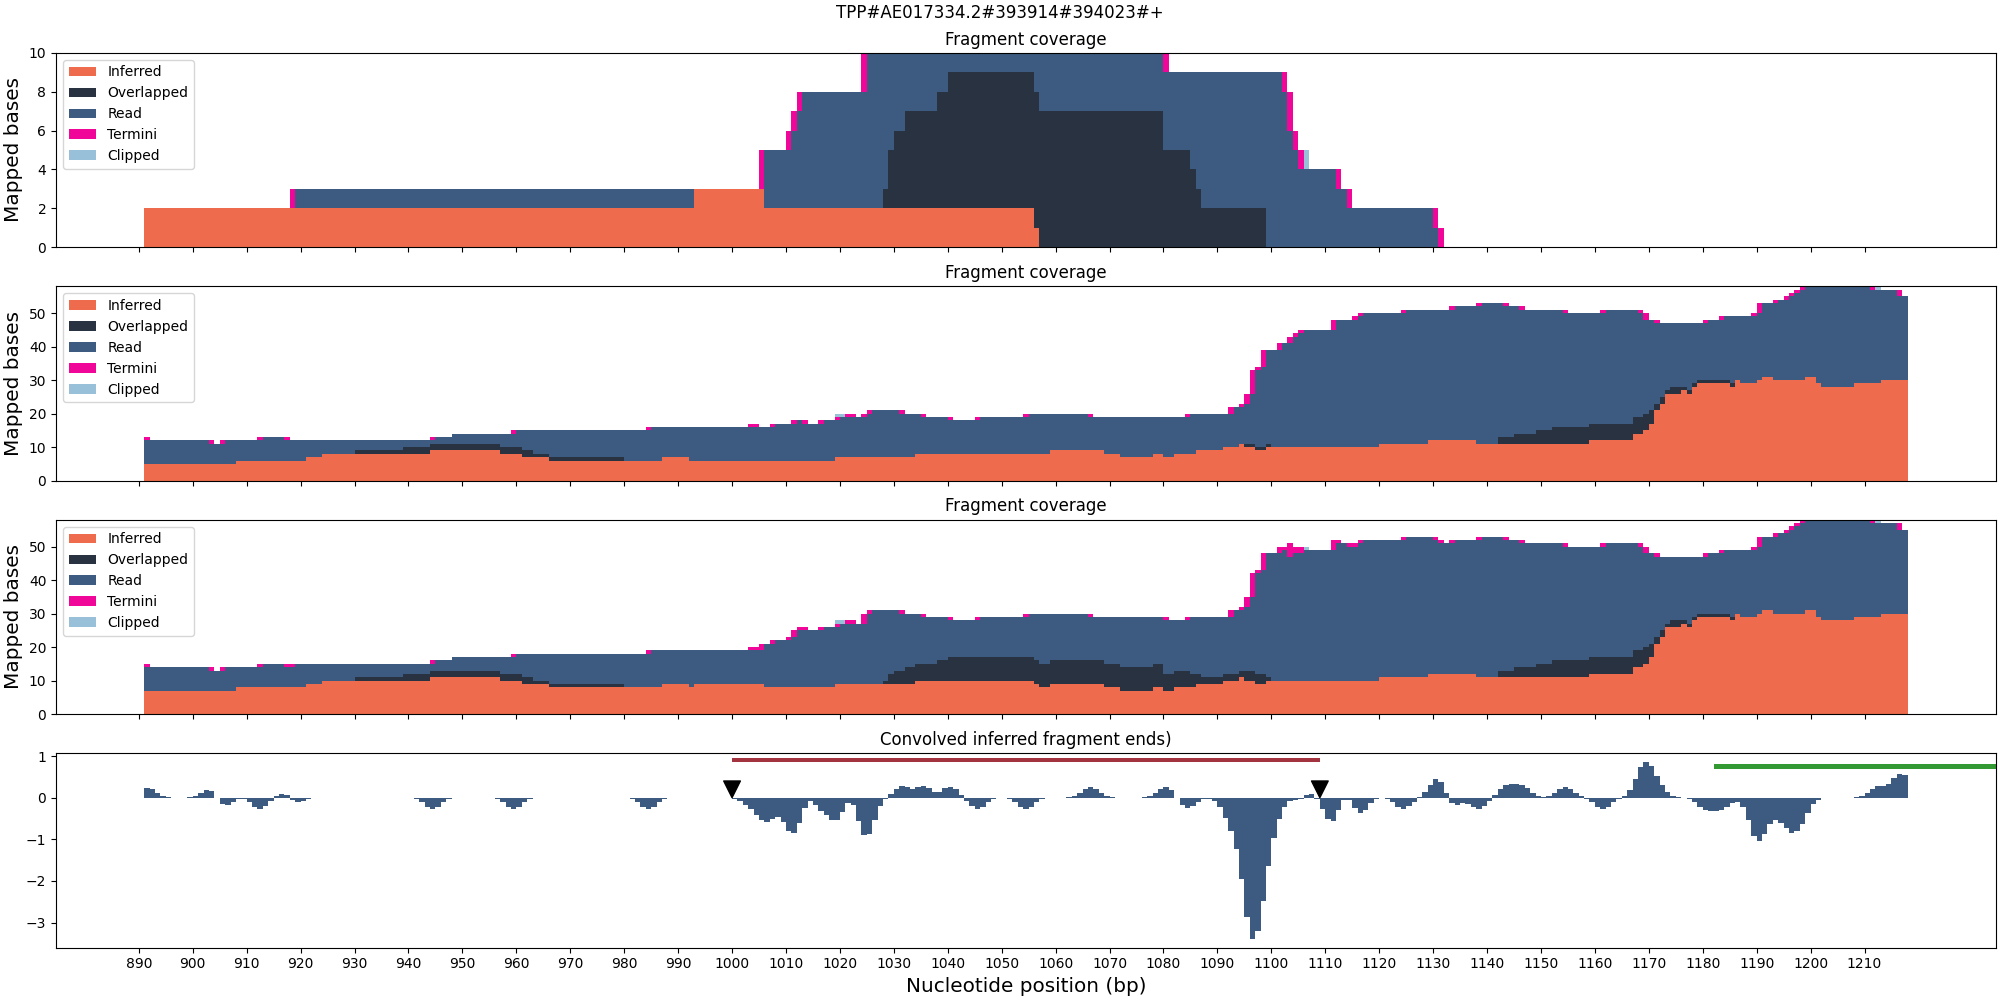 TPP#AE017334.2#393914#394023#+
Fragment coverage
Mapped bases
10
8
6
4
2
0
Inferred
Overlapped
Read
Termini
Clipped
Fragment coverage
Mapped bases
50
40
30
20
10
0
Inferred
Overlapped
Read
Termini
Clipped
Fragment coverage
Mapped bases
50
40
30
20
10
0
Inferred
Overlapped
Read
Termini
Clipped
Convolved inferred fragment ends)
1
0
−1
−2
−3
890 900 910 920 930 940 950 960 970 980 990 1000 1010 1020 1030 1040 1050 1060 1070 1080 1090 1100 1110 1120 1130 1140 1150 1160 1170 1180 1190 1200 1210
Nucleotide position (bp)